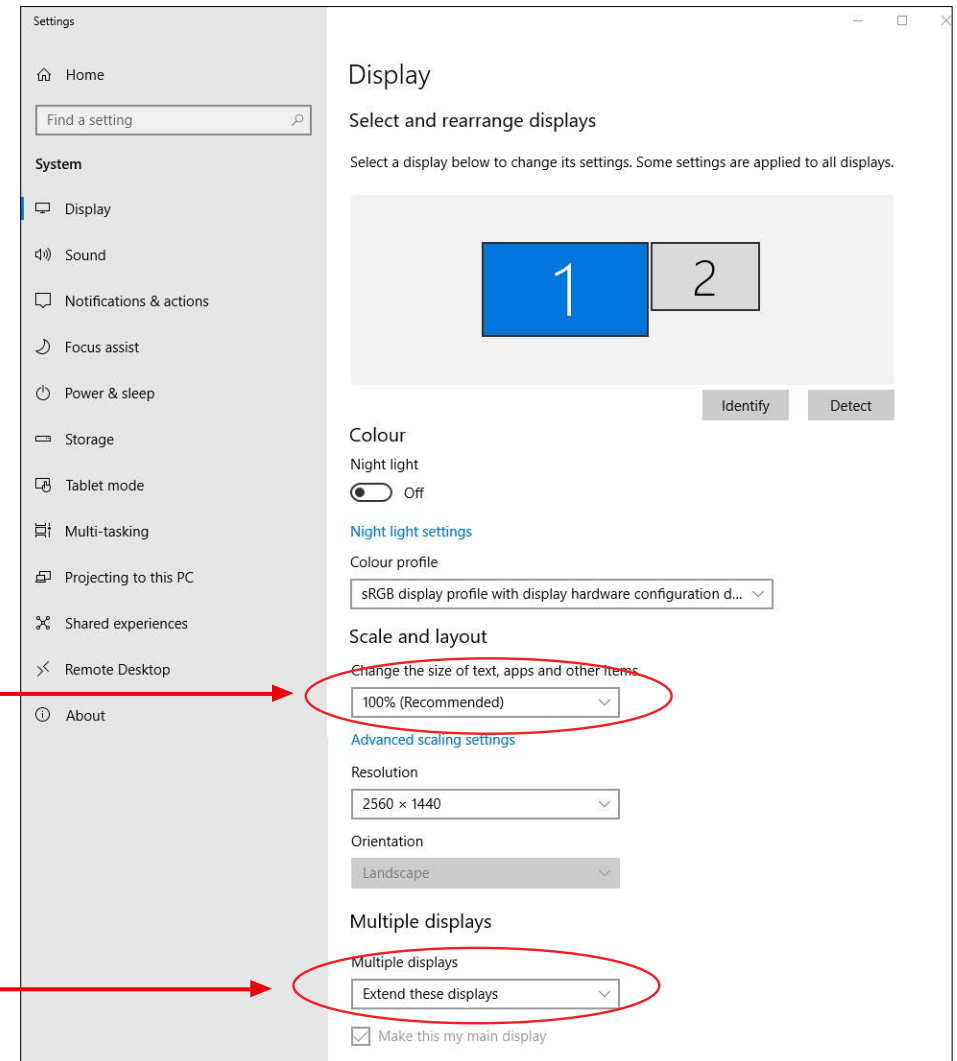 Settings
Home
Find a setting
System
Display
Sound
Notifications & actions
Focus assist
Power & sleep
Storage
Tablet mode
Multi-tasking
Projecting to this PC
Shared experiences
Remote Desktop
About
Display
Select and rearrange displays
Select a display below to change its settings. Some settings are applied to all displays.
1
2
Identify
Detect
Colour
Night light
Off
Night light settings
Colour profile
sRGB display profile with display hardware configuration d...
Scale and layout
Change the size of text, apps and other items
100% (Recommended)
Advanced scaling settings
Resolution
2560 × 1440
Orientation
Landscape
Multiple displays
Multiple displays
Extend these displays
Make this my main display